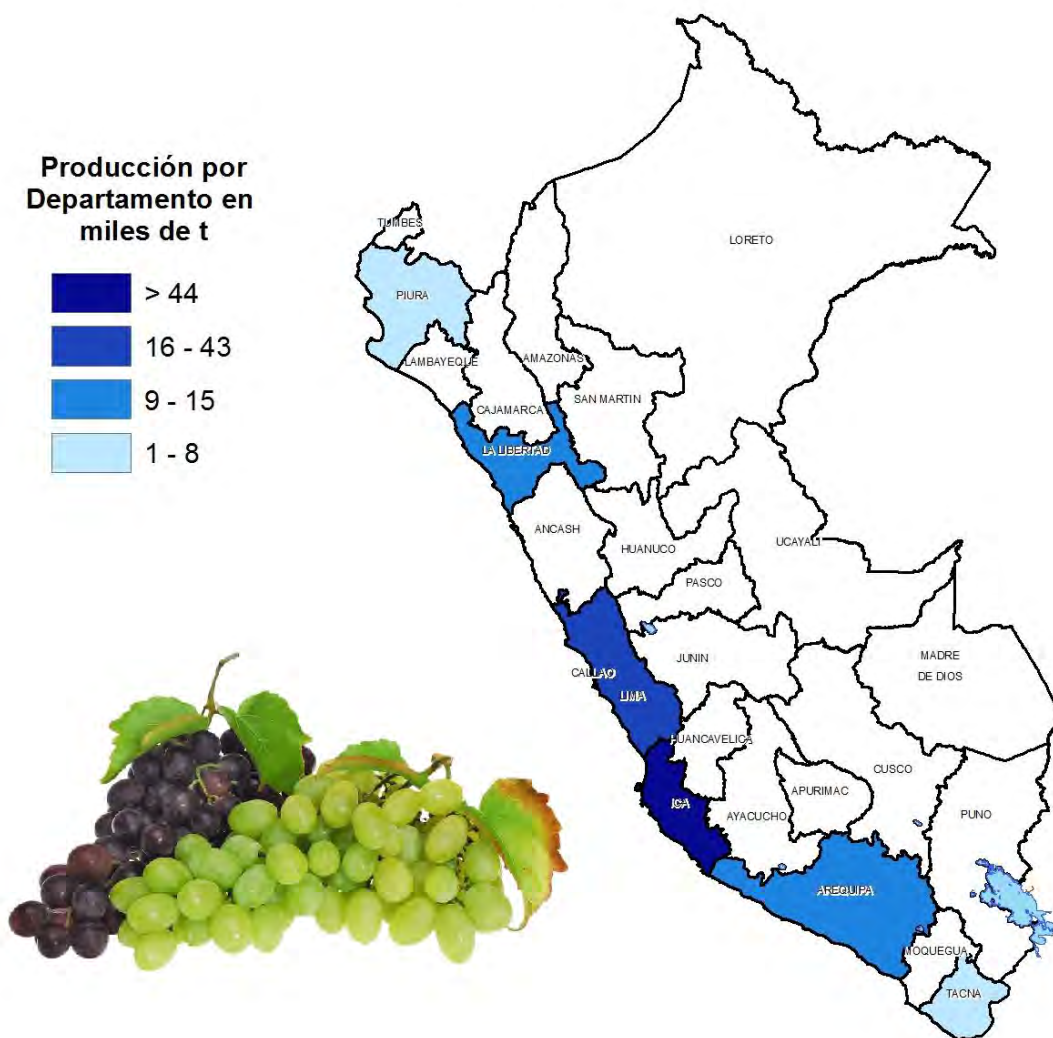 Producción por
Departamento en
miles de t
> 44
16 - 43
9 - 15
1 - 8
TUMBES
LORETO
PIURA
LAMBAYEQUE
AMAZONAS
SAN MARTIN
CAJAMARCA
LA LIBERTAD
ANCASH
HUANUCO
UCAYALI
PASCO
JUNIN
MADRE
DE DIOS
CALLAO
LIMA
HUANCAVELICA
CUSCO
ICA
APURIMAC
AYACUCHO
PUNO
AREQUIPA
MOQUEGUA
TACNA